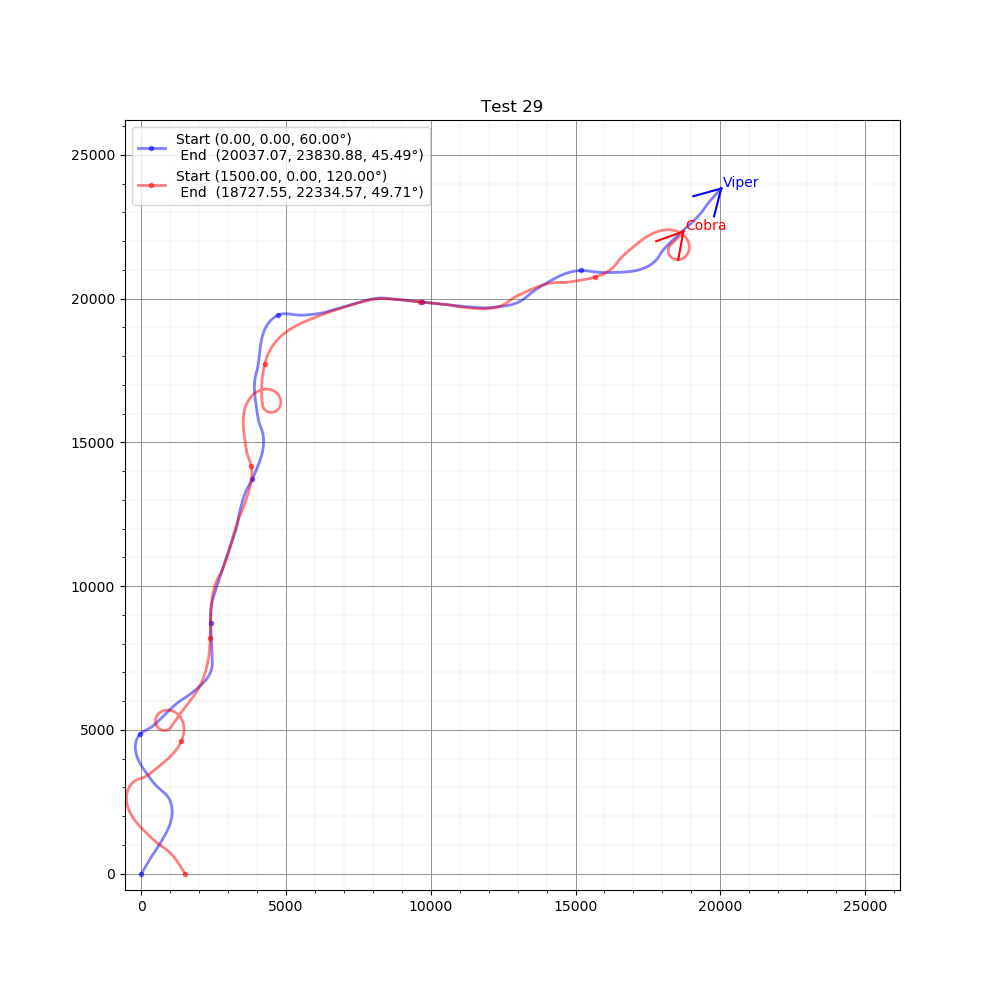 Test 29
Start (0.00, 0.00, 60.00°)
End  (20037.07, 23830.88, 45.49°)
Start (1500.00, 0.00, 120.00°)
End  (18727.55, 22334.57, 49.71°)
Viper
Cobra
25000
20000
15000
10000
5000
0
0 5000 10000 15000 20000 25000